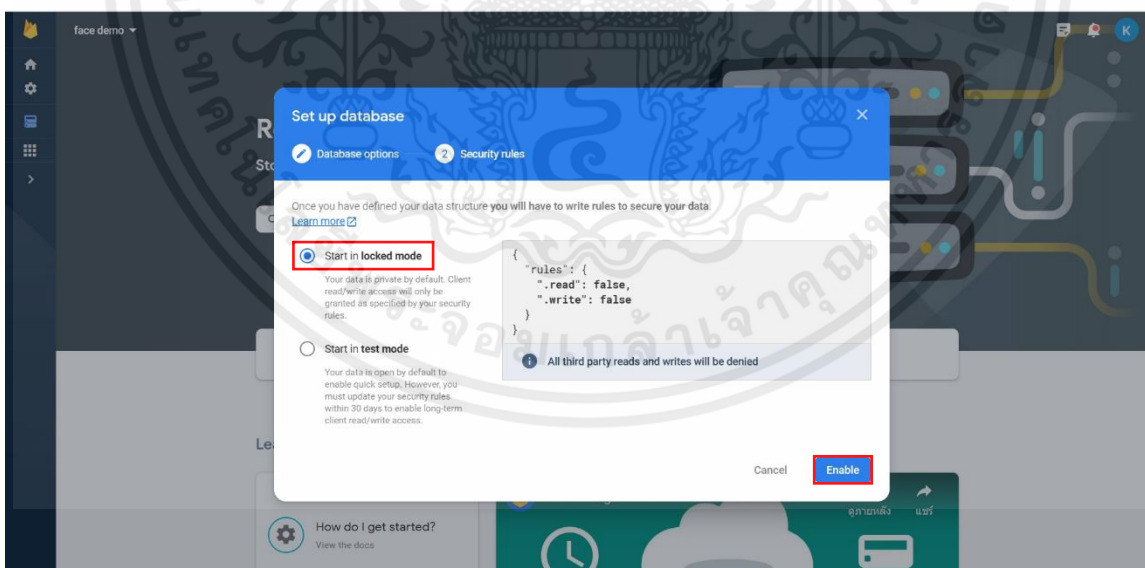 face demo
K
R
Set up database
Sto
Database options
2 Security rules
Once you have defined your data structure you will have to write rules to secure your data.
Learn more
Start in locked mode
Your data is private by default. Client
read/write access will only be
granted as specified by your security
rules.
Start in test mode
Your data is open by default to
enable quick setup. However, you
must update your security rules
within 30 days to enable long-term
client read/write access.
{
"rules": {
".read": false,
".write": false
}
}
All third party reads and writes will be denied
Cancel
Enable
Lea
How do I get started?
View the docs
ดูภายหลัง
แชร์